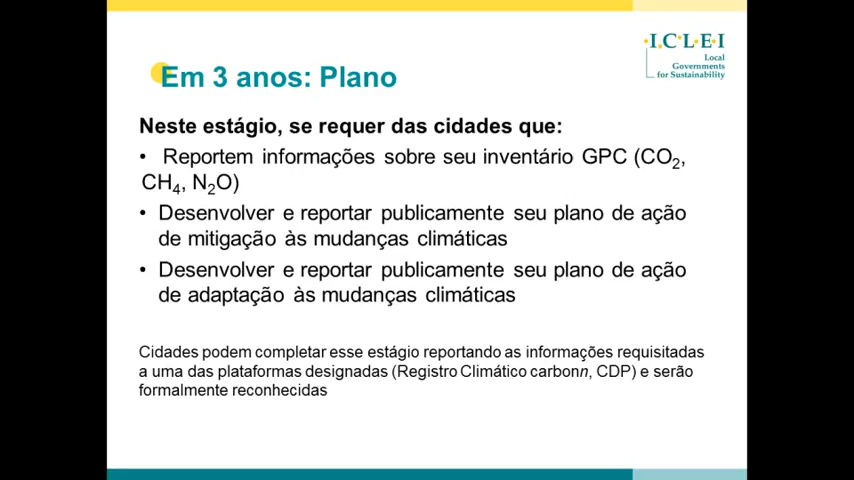 I.C.L.E.I
Local
Governments
for Sustainability
Em 3 anos: Plano
Neste estágio, se requer das cidades que:
• Reportem informações sobre seu inventário GPC (CO₂,
CH₄, N₂O)
• Desenvolver e reportar publicamente seu plano de ação
de mitigação às mudanças climáticas
• Desenvolver e reportar publicamente seu plano de ação
de adaptação às mudanças climáticas
Cidades podem completar esse estágio reportando as informações requisitadas
a uma das plataformas designadas (Registro Climático carbonn, CDP) e serão
formalmente reconhecidas